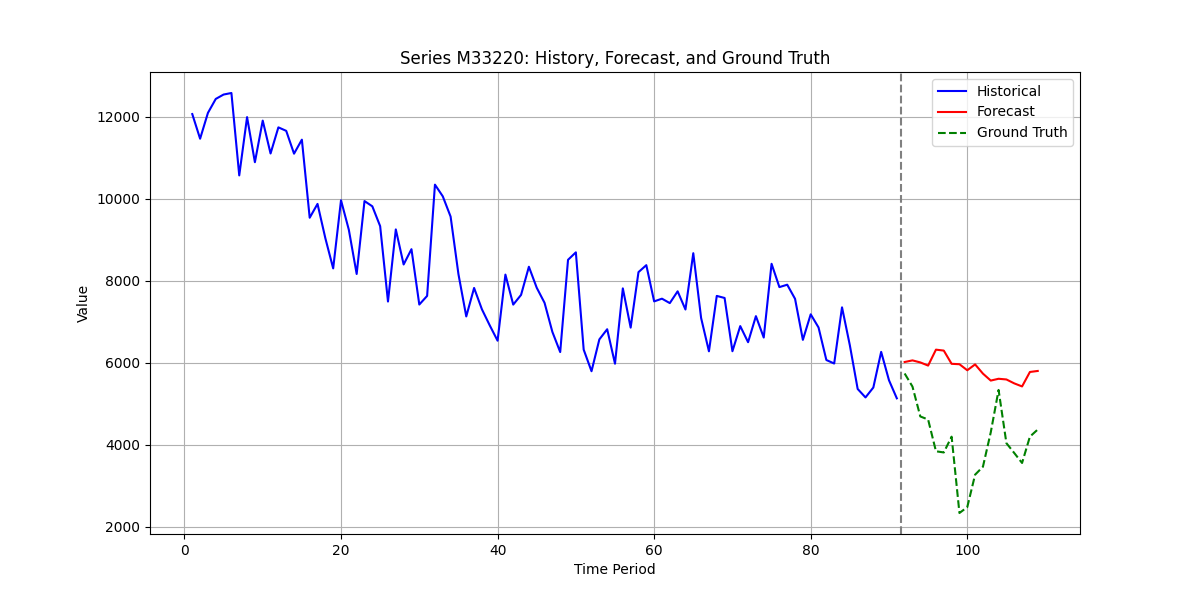 Series M33220: History, Forecast, and Ground Truth
Historical
Forecast
Ground Truth
Value
12000
10000
8000
6000
4000
2000
0 20 40 60 80 100
Time Period